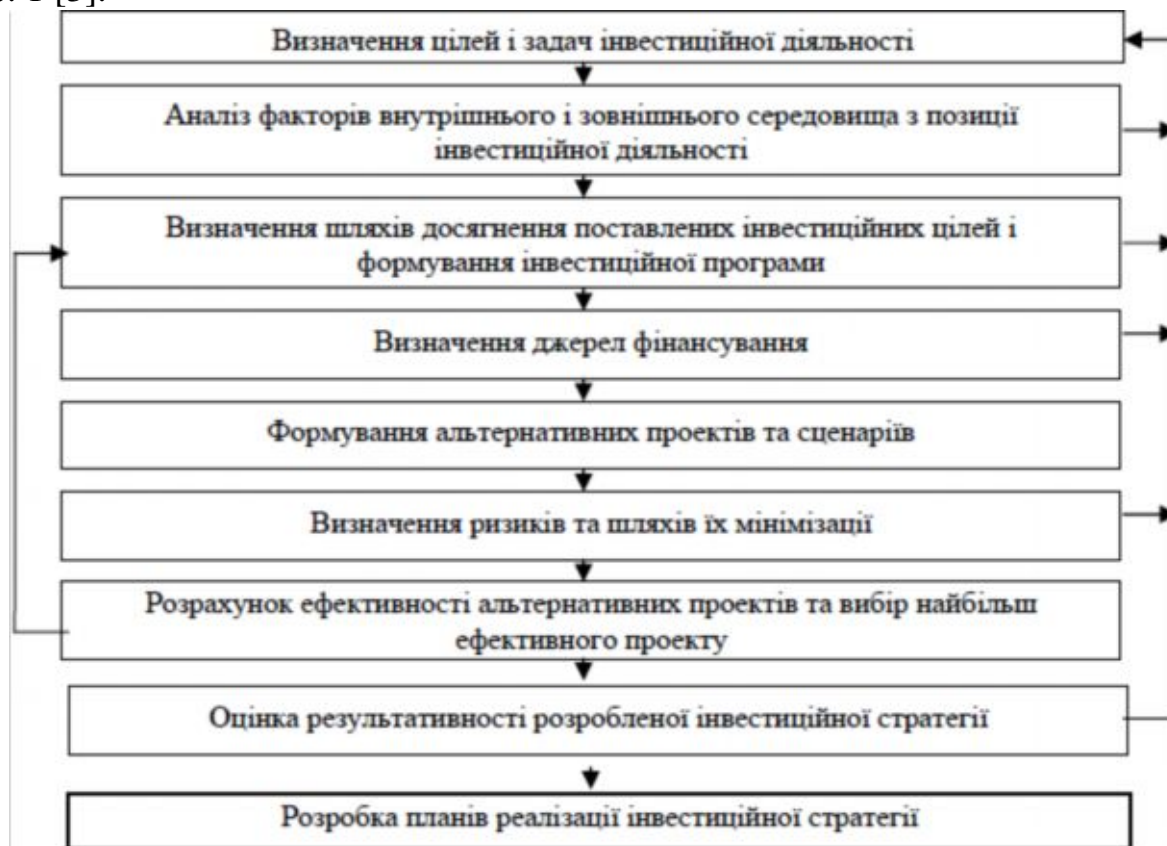 [3].
Визначення цілей і задач інвестиційної діяльності
Аналіз факторів внутрішнього і зовнішнього середовища з позиції
інвестиційної діяльності
Визначення шляхів досягнення поставлених інвестиційних цілей і
формування інвестиційної програми
Визначення джерел фінансування
Формування альтернативних проектів та сценаріїв
Визначення ризиків та шляхів їх мінімізації
Розрахунок ефективності альтернативних проектів та вибір найбільш
ефективного проекту
Оцінка результативності розробленої інвестиційної стратегії
Розробка планів реалізації інвестиційної стратегії